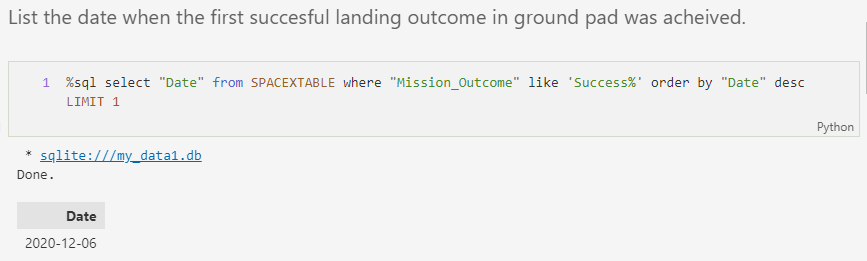 List the date when the first succesful landing outcome in ground pad was acheived.
1 %sql select "Date" from SPACEXTABLE where "Mission_Outcome" like 'Success%' order by "Date" desc
LIMIT 1
Python
* sqlite:///my_data1.db
Done.
Date
2020-12-06